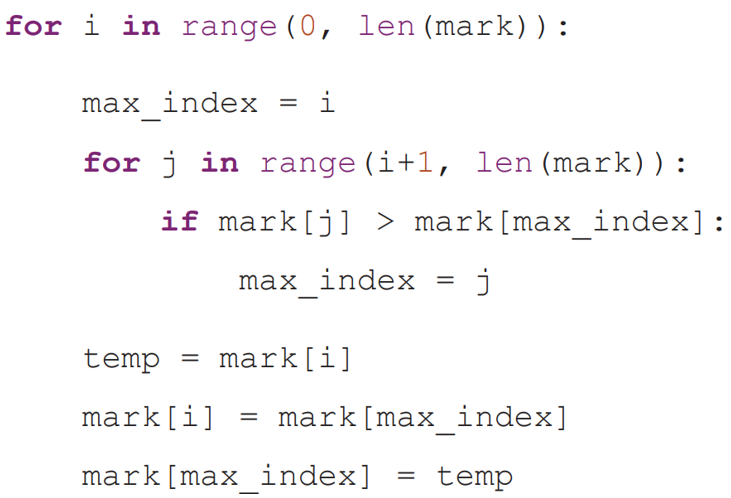 for i in range(0, len(mark)):
max_index = i
for j in range(i+1, len(mark)):
if mark[j] > mark[max_index]:
max_index = j
temp = mark[i]
mark[i] = mark[max_index]
mark[max_index] = temp